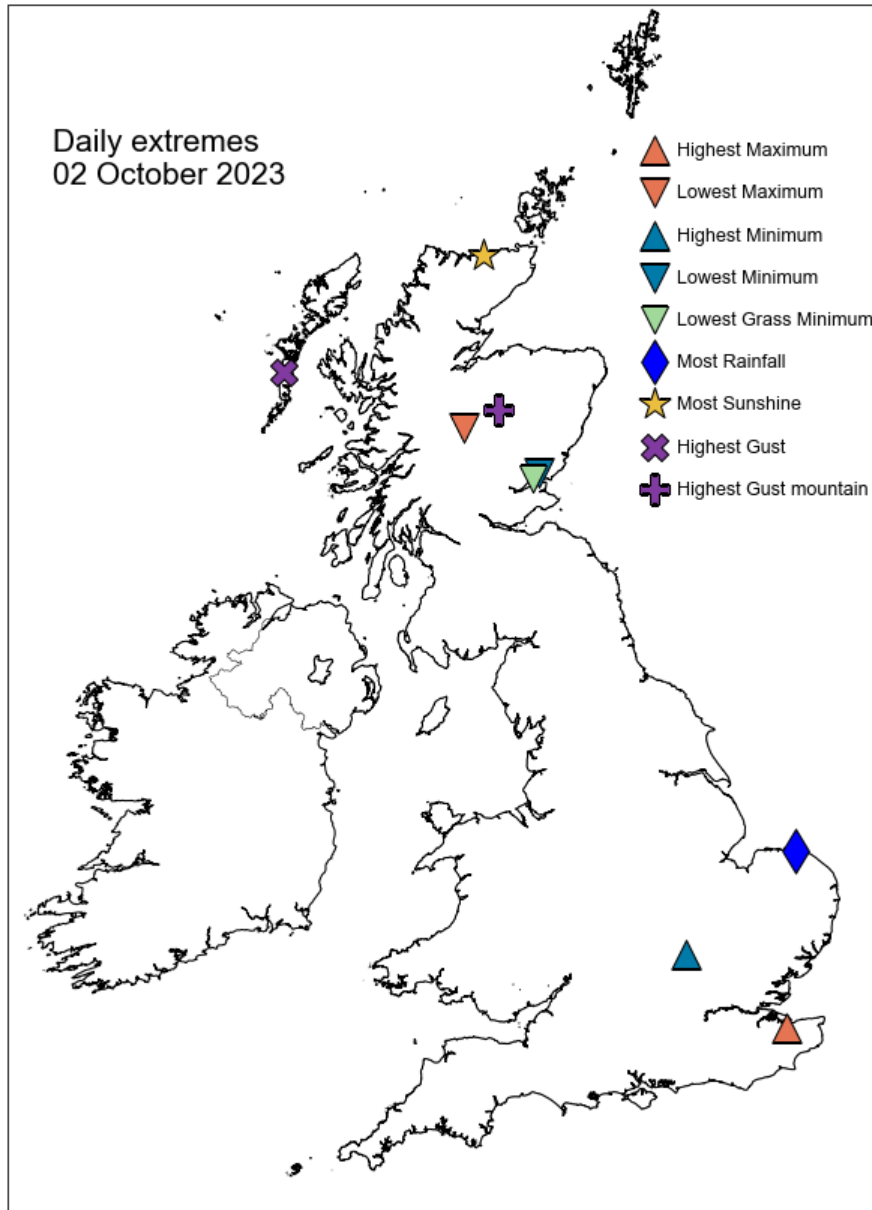 Daily extremes
02 October 2023
Highest Maximum
Lowest Maximum
Highest Minimum
Lowest Minimum
Lowest Grass Minimum
Most Rainfall
Most Sunshine
Highest Gust
Highest Gust mountain